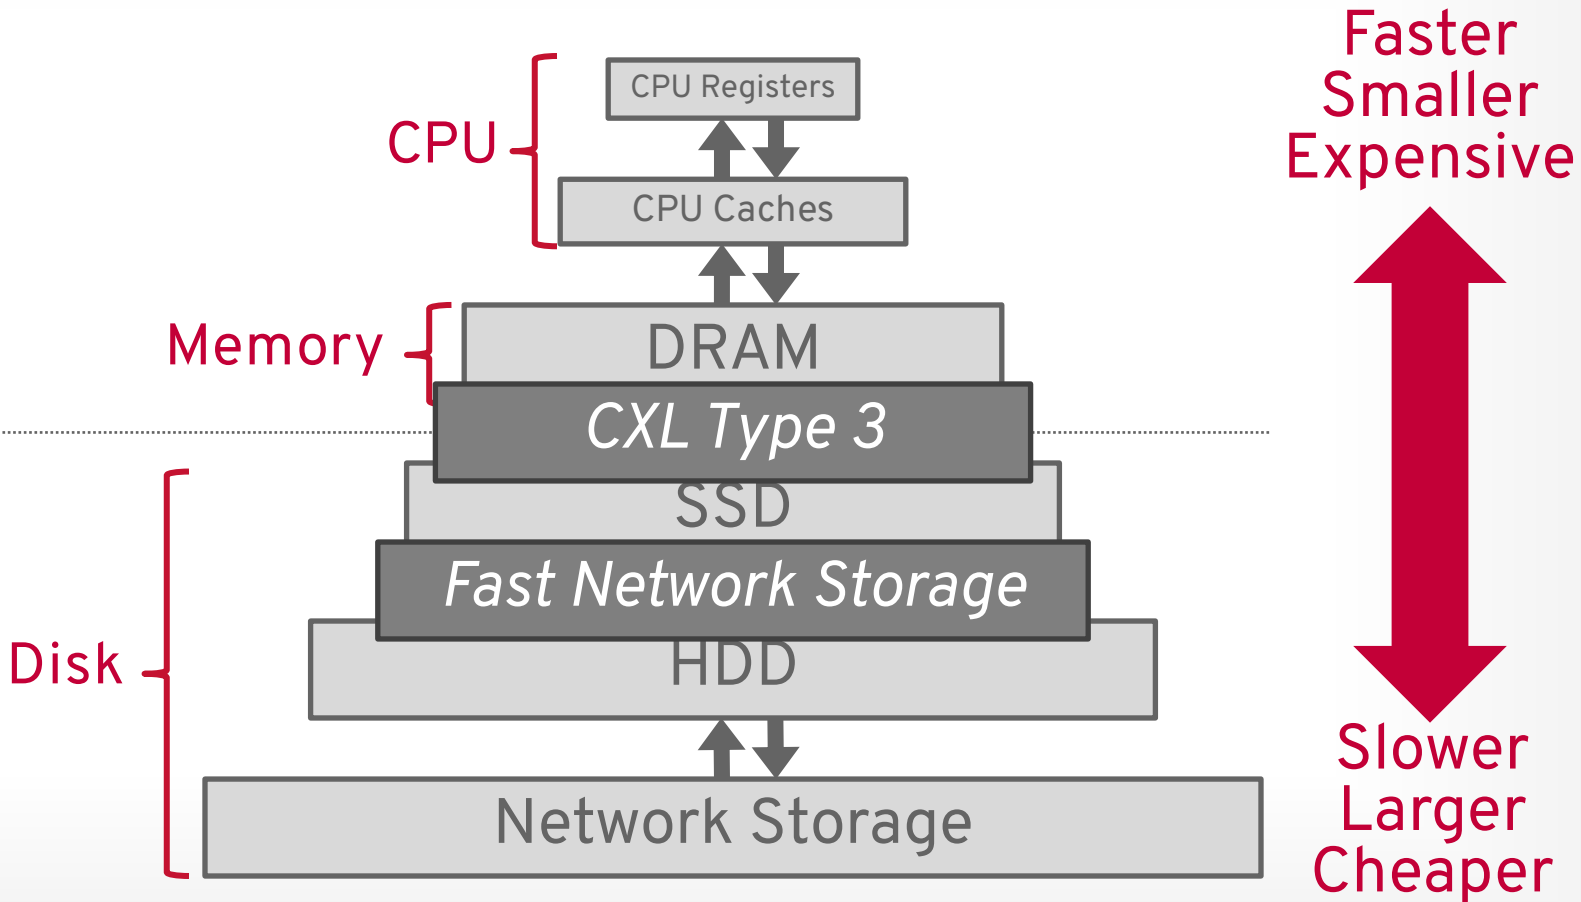 Faster
Smaller
Expensive
CPU Registers
CPU
CPU Caches
Memory
DRAM
CXL Type 3
SSD
Fast Network Storage
Disk
HDD
Network Storage
Slower
Larger
Cheaper